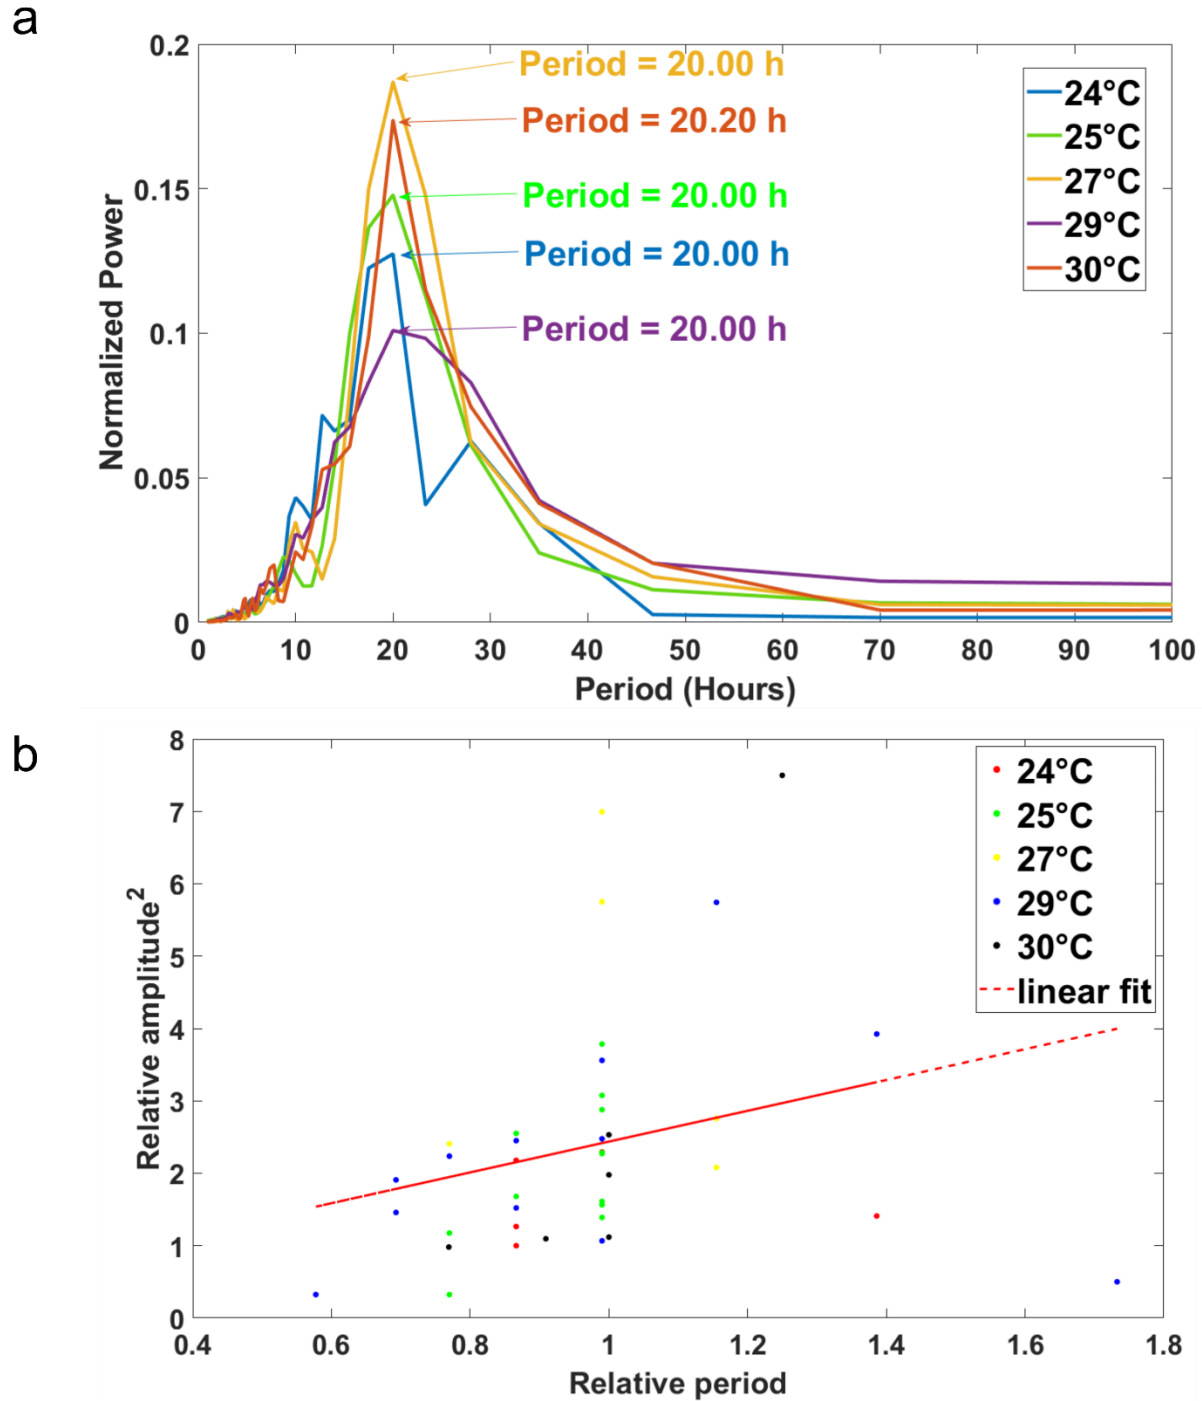 a
Normalized Power
0.2
0.15
0.1
0.05
0
Period = 20.00 h
Period = 20.20 h
Period = 20.00 h
Period = 20.00 h
Period = 20.00 h
24°C
25°C
27°C
29°C
30°C
0 10 20 30 40 50 60 70 80 90 100
Period (Hours)
b
Relative amplitude²
8
7
6
5
4
3
2
1
0
24°C
25°C
27°C
29°C
30°C
linear fit
0.4 0.6 0.8 1 1.2 1.4 1.6 1.8
Relative period